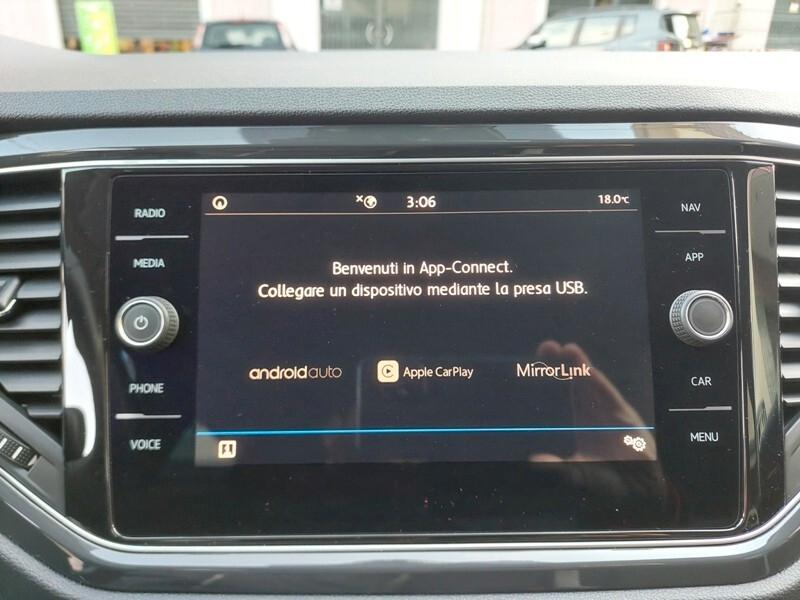 RADIO
MEDIA
PHONE
VOICE
3:06
18.0°C
Benvenuti in App-Connect.
Collegare un dispositivo mediante la presa USB.
androidauto
Apple CarPlay
MirrorLink
NAV
APP
CAR
MENU